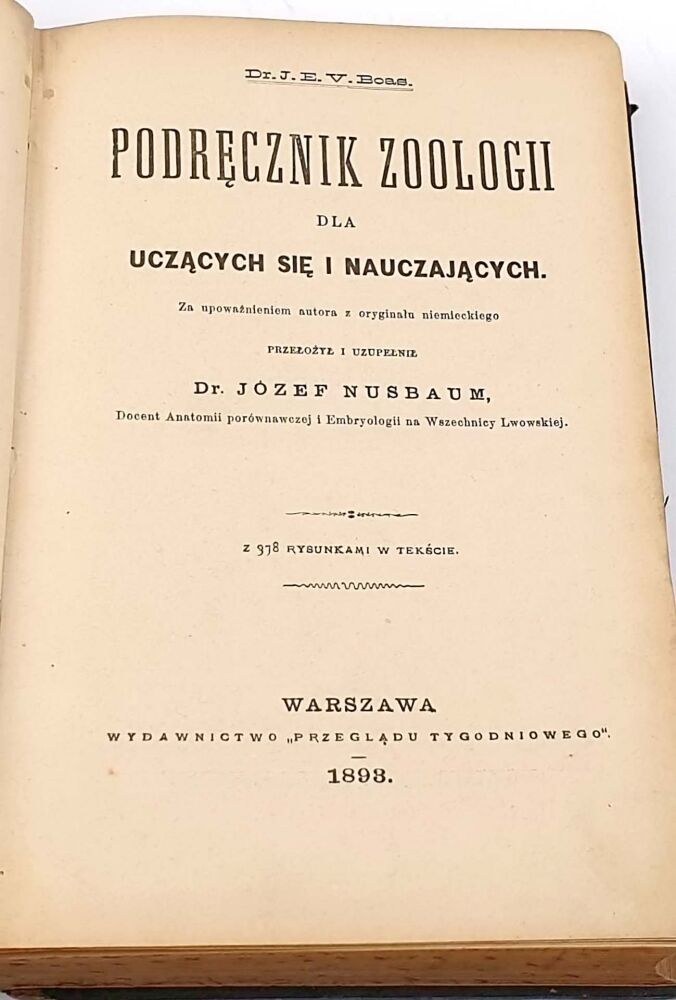 Dr. J. E. V. Boas.
PODRĘCZNIK ZOOLOGII
DLA
UCZĄCYCH SIĘ I NAUCZAJĄCYCH.
Za upoważnieniem autora z oryginału niemieckiego
PRZEŁOŻYŁ I UZUPEŁNIŁ
Dr. JÓZEF NUSBAUM,
Docent Anatomii porównawczej i Embryologii na Wszechnicy Lwowskiej.
Z 378 RYSUNKAMI W TEKŚCIE.
WARSZAWA
WYDAWNICTWO „PRZEGLĄDU TYGODNIOWEGO".
1893.